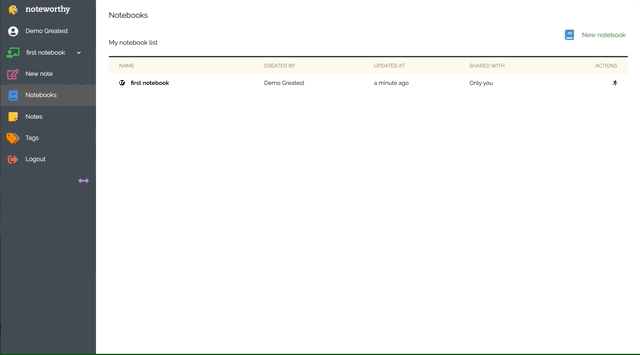 noteworthy
Demo Greatest
first notebook
New note
Notebooks
Notes
Tags
Logout
Notebooks
New notebook
My notebook list
NAME CREATED BY UPDATED AT SHARED WITH ACTIONS
first notebook Demo Greatest a minute ago Only you